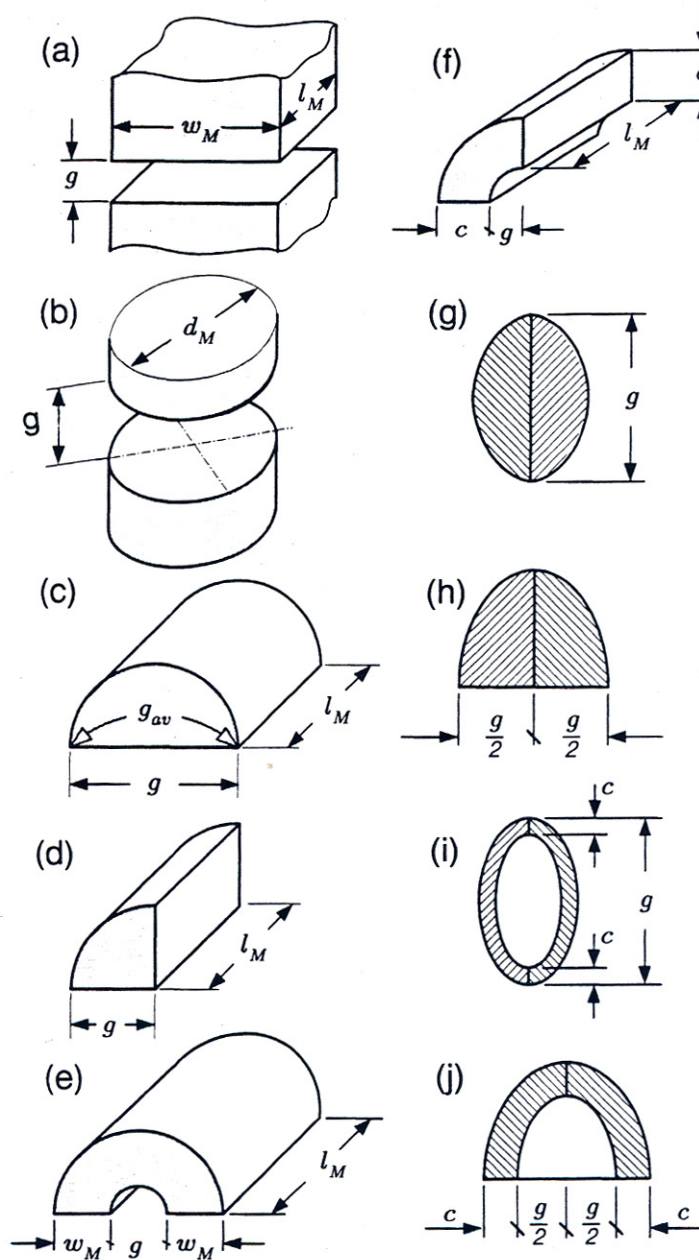 (a)
w_M
l_M
g
(b)
d_M
g
(c)
g_av
l_M
g
(d)
l_M
g
(e)
l_M
w_M g w_M
(f)
l_M
c g
(g)
g
(h)
g/2 g/2
(i)
c
g
c
(j)
c g/2 g/2 c